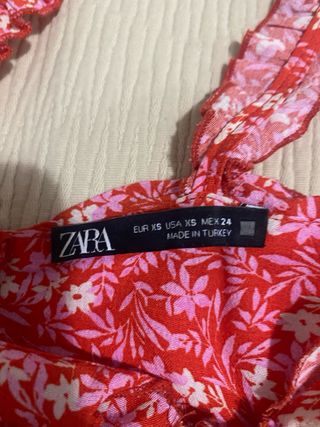 ZARA
EUR XS USA XS MEX 24
MADE IN TURKEY